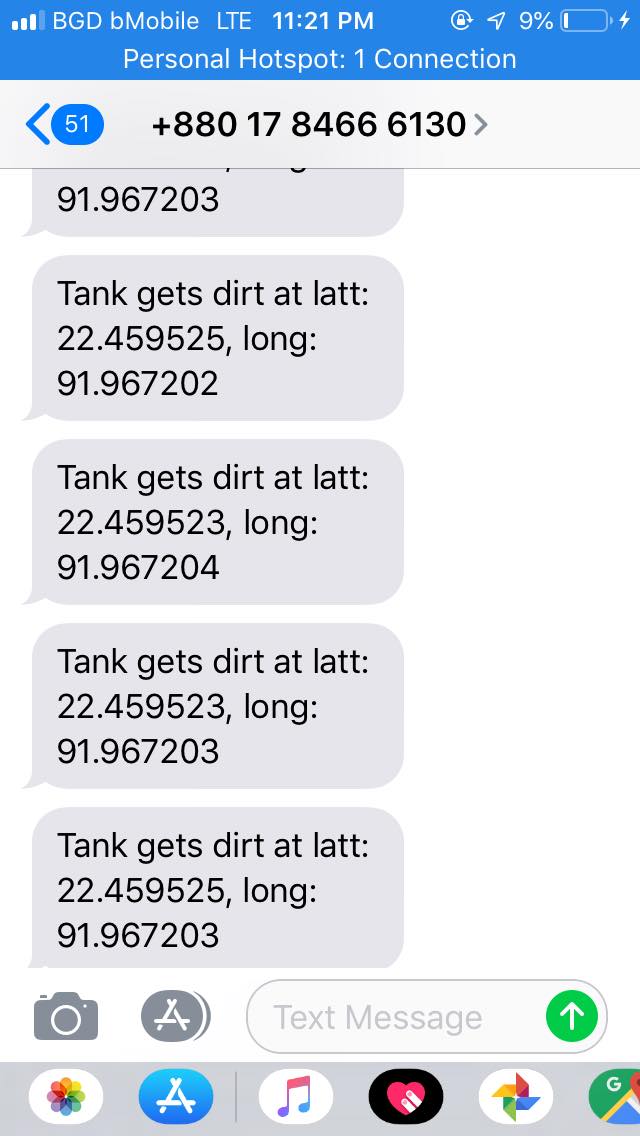 BGD bMobile LTE 11:21 PM 9%
Personal Hotspot: 1 Connection
51 +880 17 8466 6130
91.967203
Tank gets dirt at latt:
22.459525, long:
91.967202
Tank gets dirt at latt:
22.459523, long:
91.967204
Tank gets dirt at latt:
22.459523, long:
91.967203
Tank gets dirt at latt:
22.459525, long:
91.967203
Text Message
G